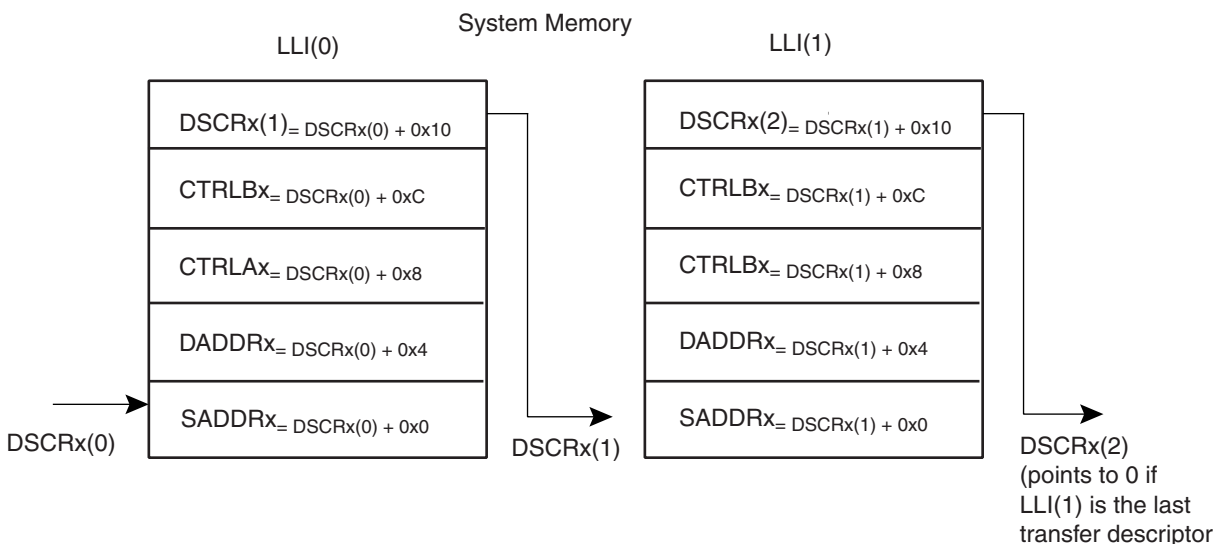 System Memory
LLI(0)
LLI(1)
DSCRx(1)= DSCRx(0) + 0x10
CTRLBx= DSCRx(0) + 0xC
CTRLAx= DSCRx(0) + 0x8
DADDRx= DSCRx(0) + 0x4
SADDRx= DSCRx(0) + 0x0
DSCRx(0)
DSCRx(1)
DSCRx(2)= DSCRx(1) + 0x10
CTRLBx= DSCRx(1) + 0xC
CTRLBx= DSCRx(1) + 0x8
DADDRx= DSCRx(1) + 0x4
SADDRx= DSCRx(1) + 0x0
DSCRx(2)
(points to 0 if
LLI(1) is the last
transfer descriptor